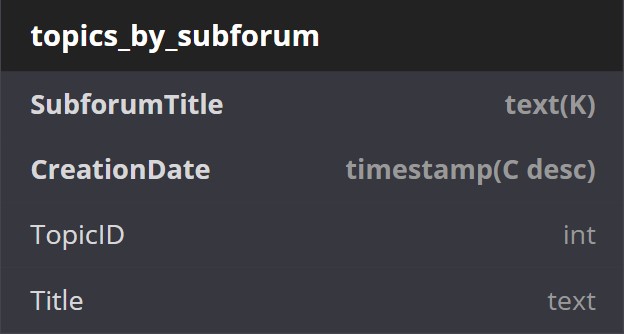 topics_by_subforum
SubforumTitle text(K)
CreationDate timestamp(C desc)
TopicID int
Title text